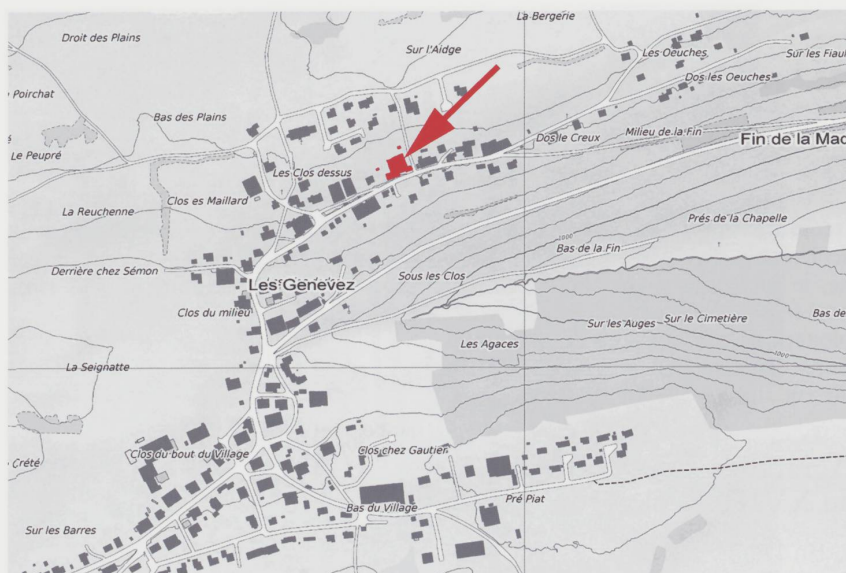 La Bergerie
Droit des Plains
Sur l'Aidge
Les Oeuches
Sur les Fiaul
Dos les Oeuches
Poirchat
Bas des Plains
Dos le Creux
Milieu de la Fin
Fin de la Mad
Le Peupré
Les Clos dessus
Clos es Maillard
La Reuchenne
Prés de la Chapelle
1000
Bas de la Fin
Derrière chez Sémon
Sous les Clos
Les Genevez
Clos du milieu
Sur les Auges
Sur le Cimetière
Bas de
Les Agaces
1000
La Seignatte
Clos du bout du Village
Clos chez Gautier
Crété
Pré Piat
Bas du Village
Sur les Barres